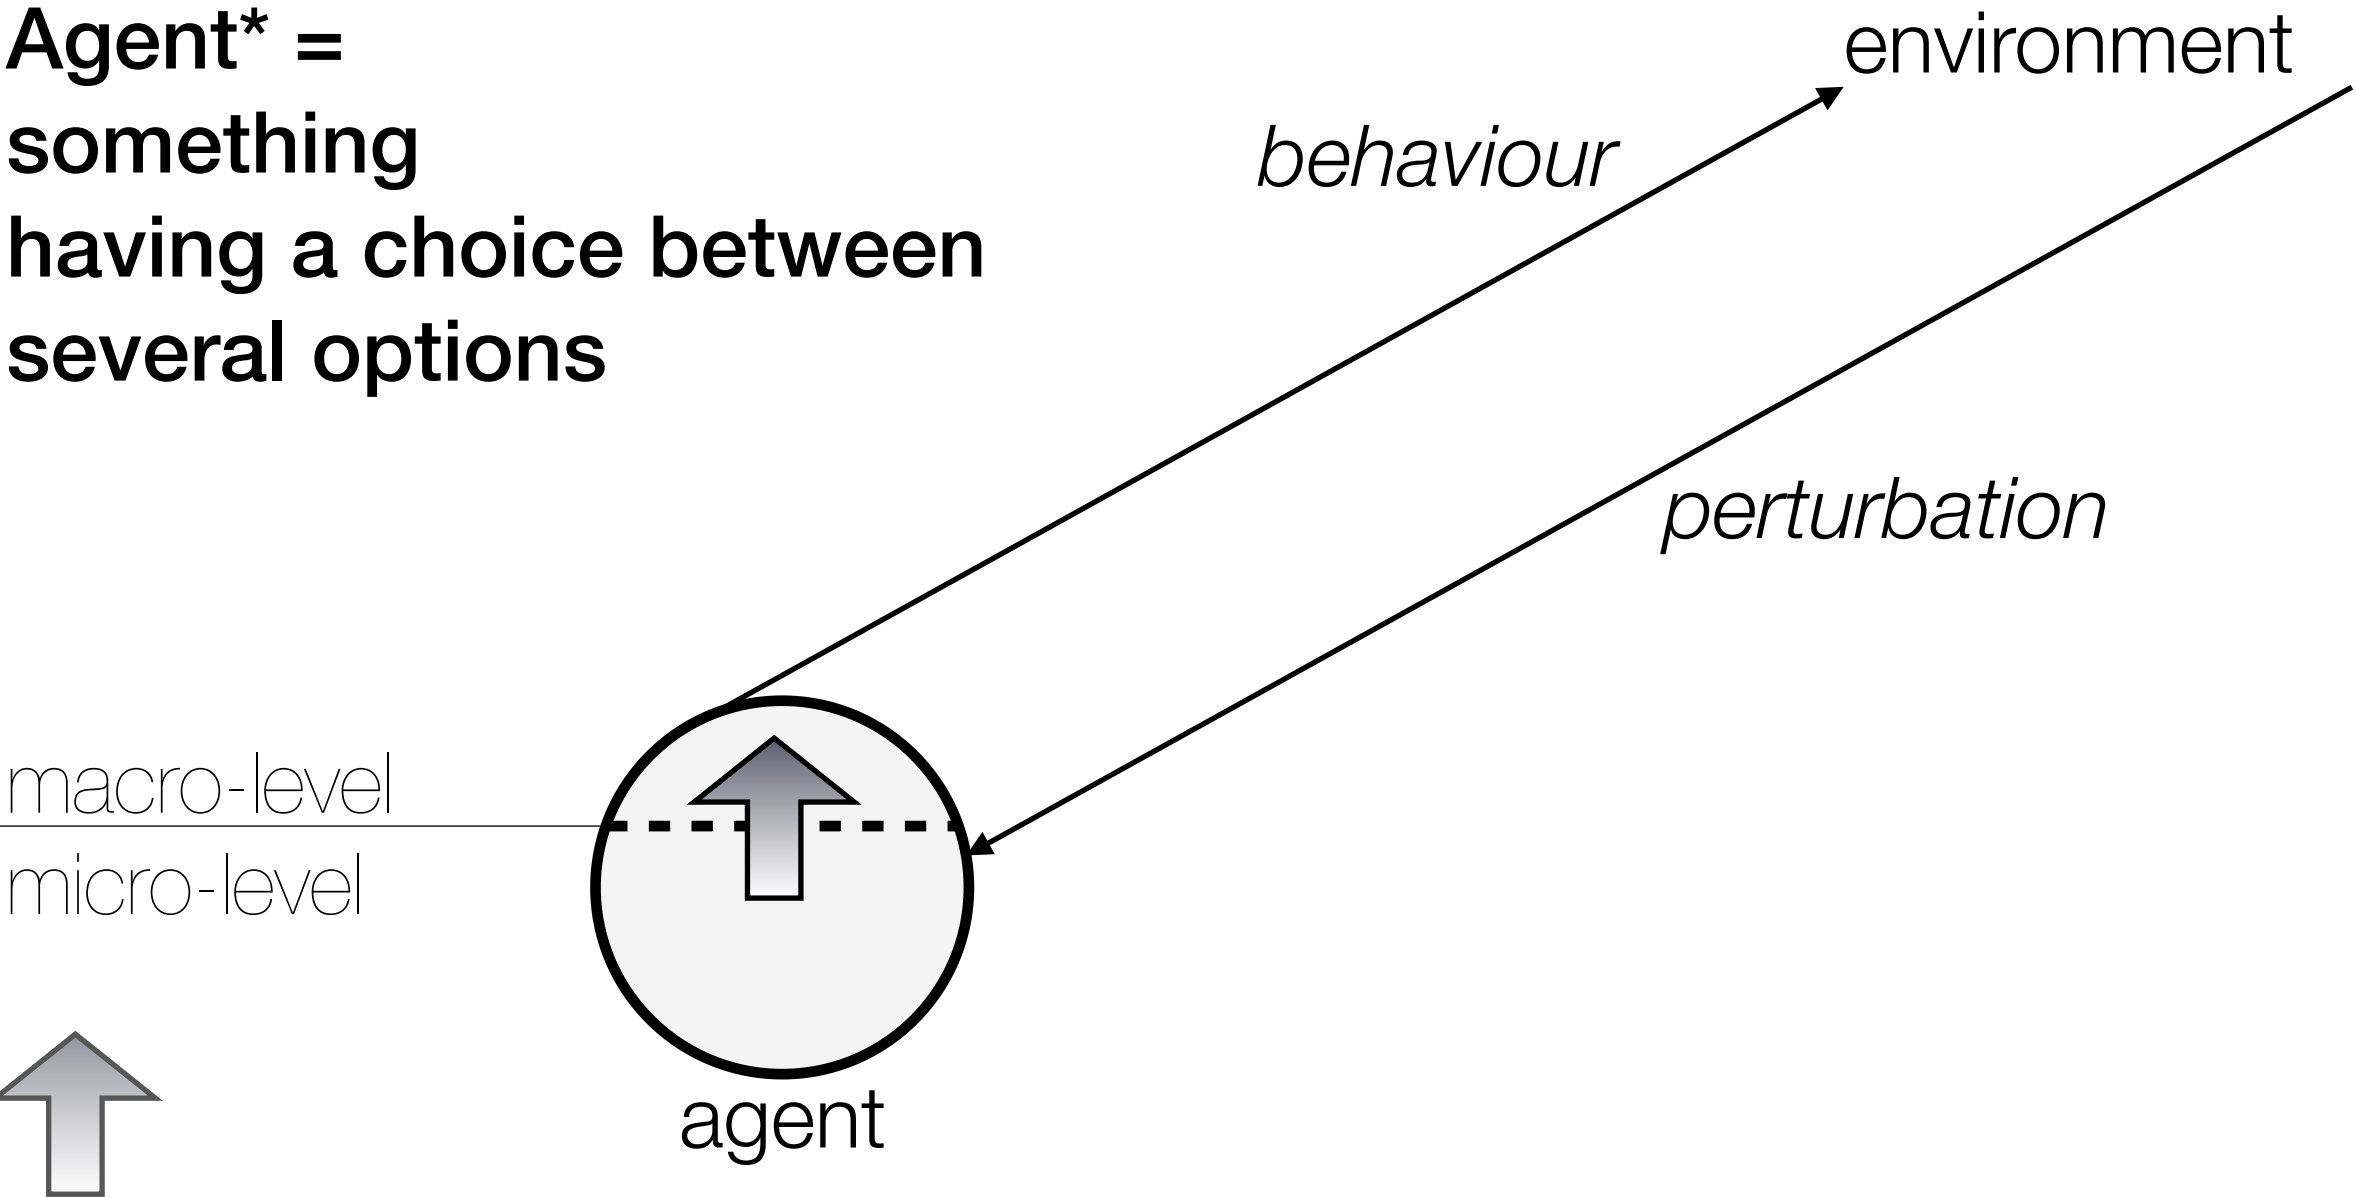 Agent* =
something
having a choice between
several options
environment
behaviour
perturbation
macro-level
micro-level
agent